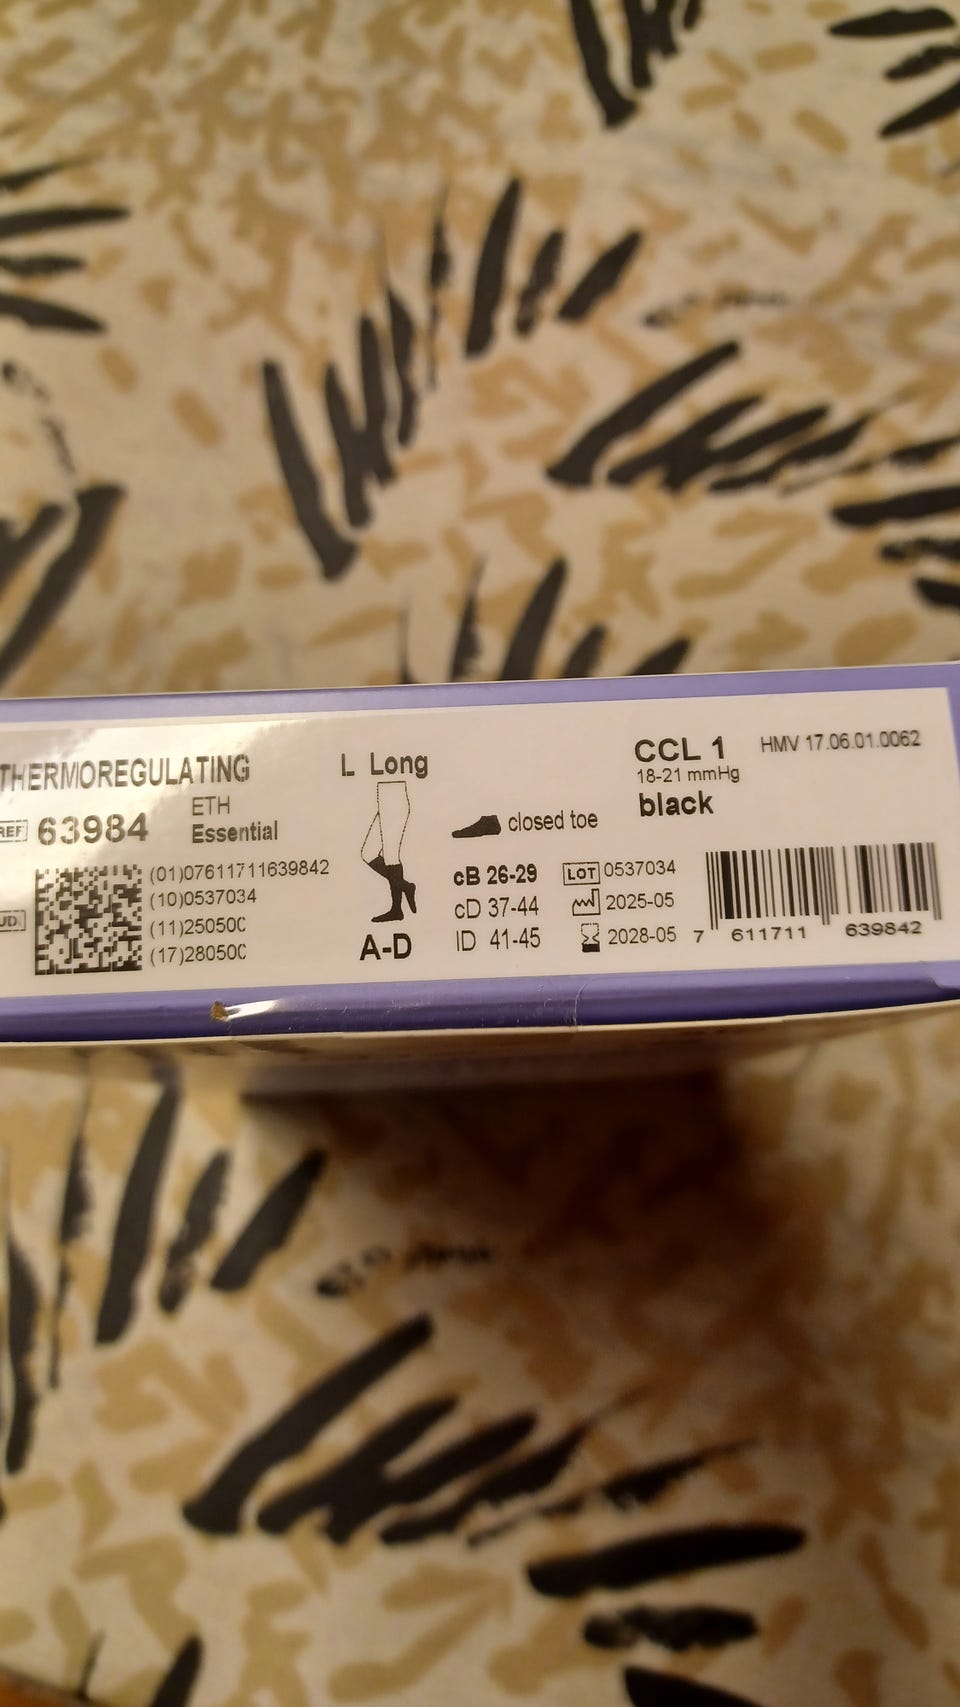 THERMOREGULATING
REF 63984
ETH
Essential
(01)07611711639842
(10)0537034
(11)250500
(17)280500
L Long
A-D
closed toe
cB 26-29
cD 37-44
lD 41-45
CCL 1
18-21 mmHg
black
HMV 17.06.01.0062
LOT 0537034
2025-05
2028-05
7 611711 639842